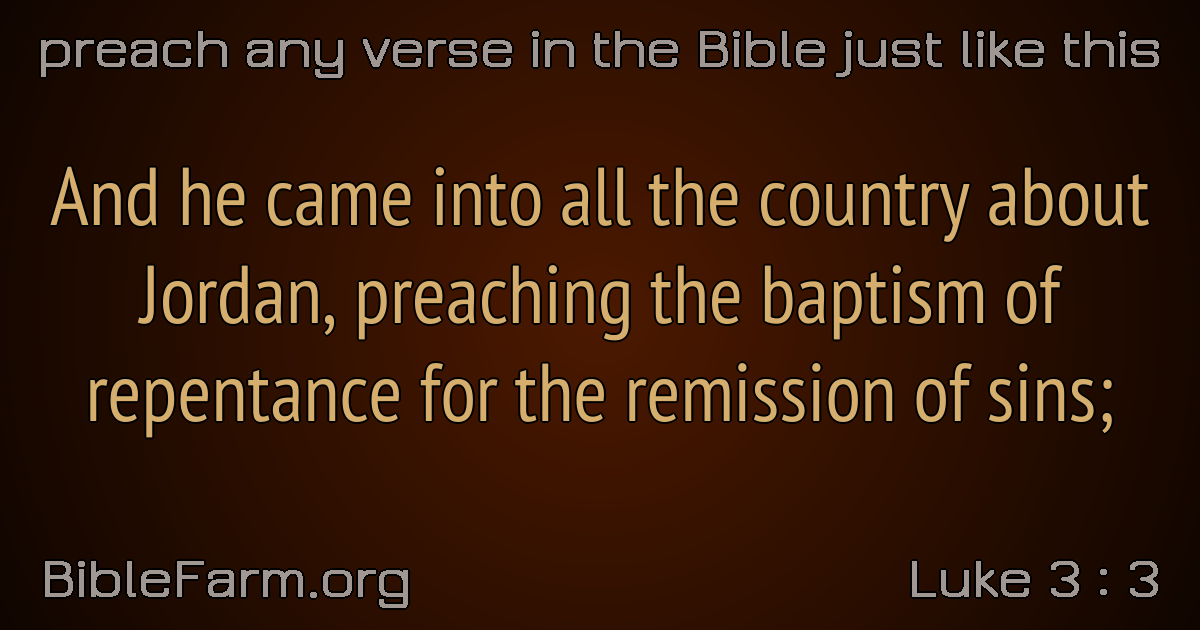 preach any verse in the Bible just like this
And he came into all the country about
Jordan, preaching the baptism of
repentance for the remission of sins;
BibleFarm.org
Luke 3 : 3